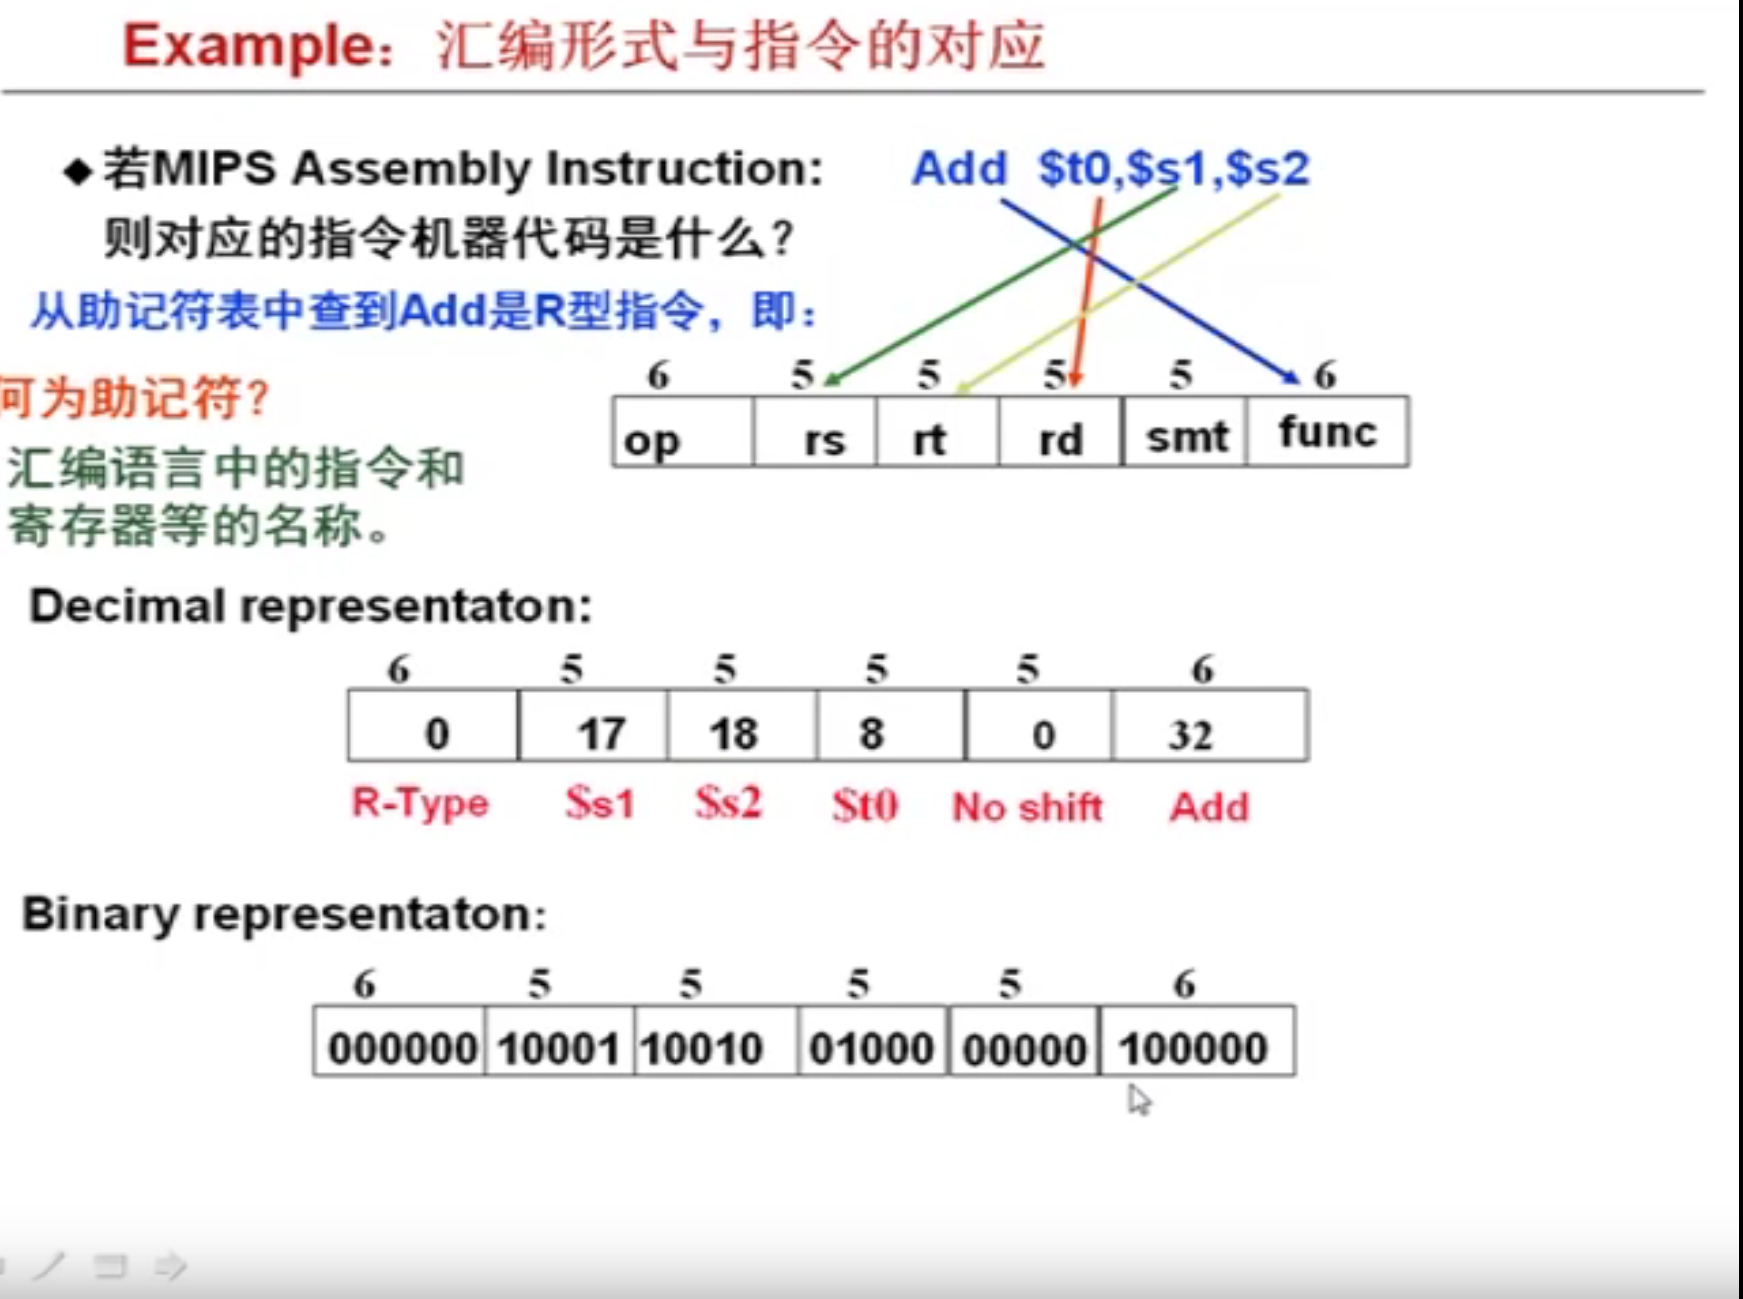 Example：汇编形式与指令的对应
◆若MIPS Assembly Instruction: Add $t0,$s1,$s2
则对应的指令机器代码是什么？
从助记符表中查到Add是R型指令，即：
6 5 5 5 5 6
何为助记符？
op rs rt rd smt func
汇编语言中的指令和
寄存器等的名称。
Decimal representaton:
6 5 5 5 5 6
0 17 18 8 0 32
R-Type $s1 $s2 $t0 No shift Add
Binary representaton:
6 5 5 5 5 6
000000 10001 10010 01000 00000 100000